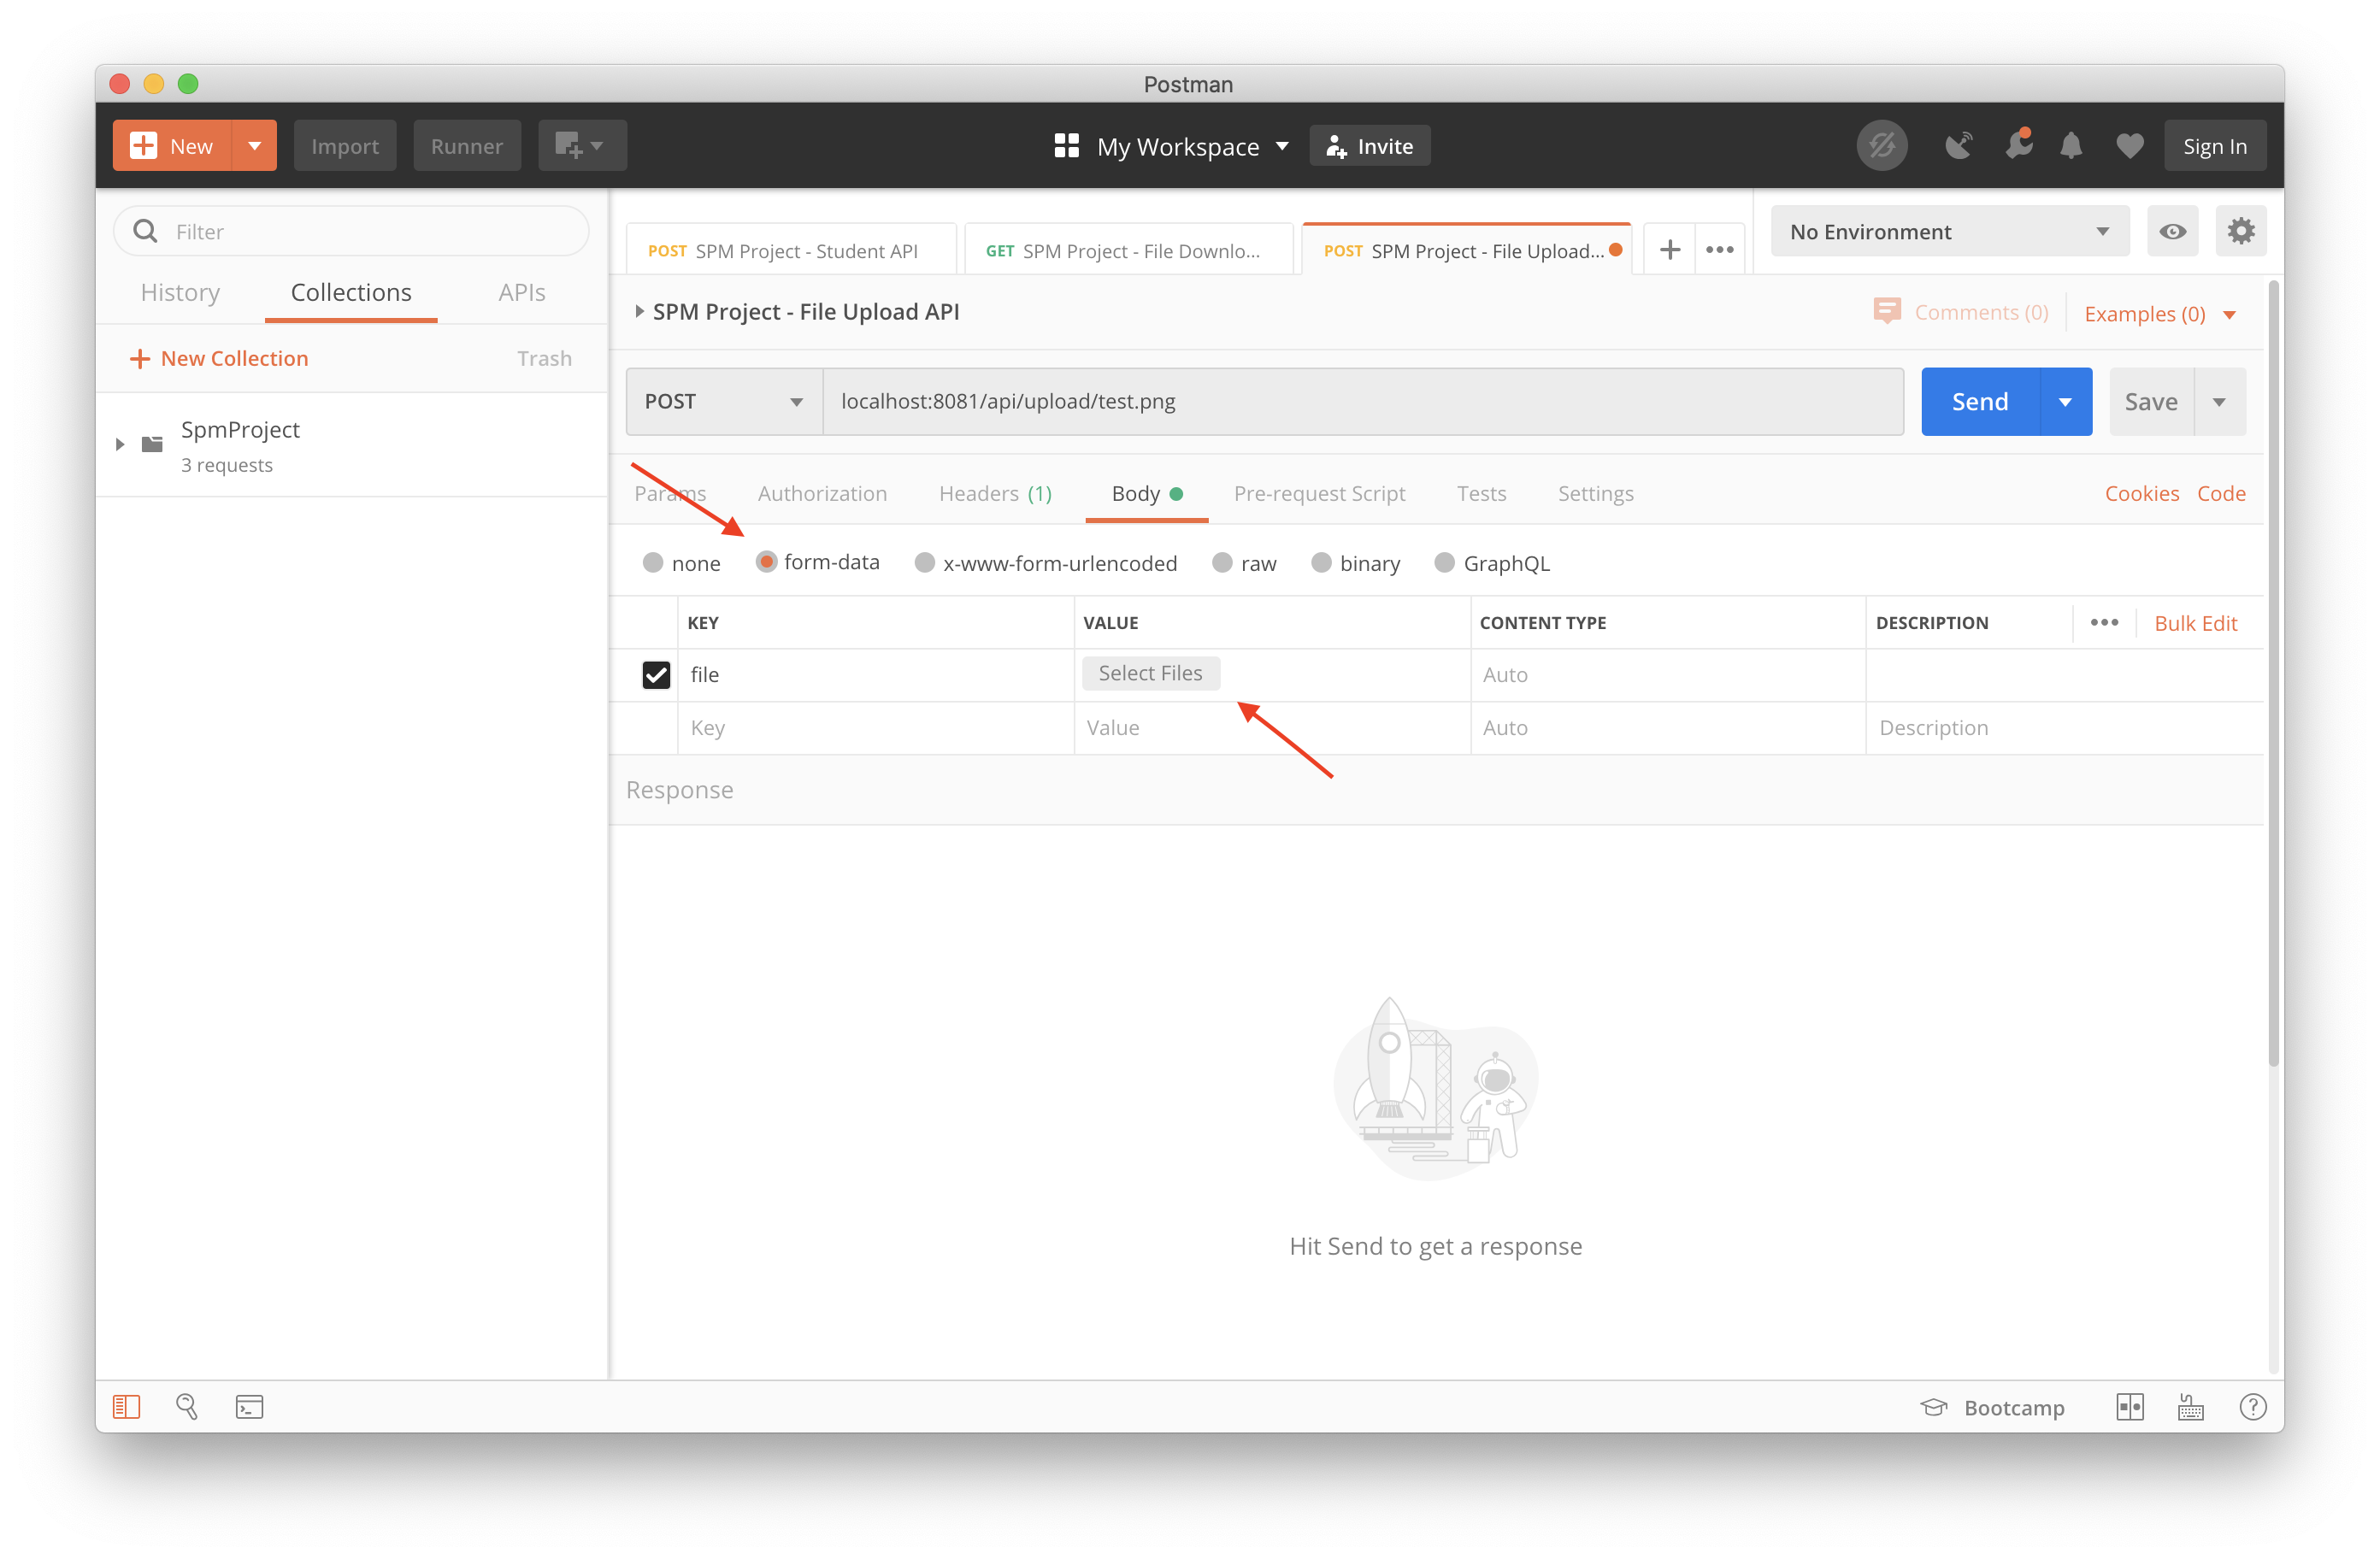 Postman
New
Import
Runner
My Workspace
Invite
Sign In
Filter
History
Collections
APIs
New Collection
Trash
SpmProject
3 requests
POST SPM Project - Student API
GET SPM Project - File Downlo...
POST SPM Project - File Upload...
No Environment
SPM Project - File Upload API
Comments (0)
Examples (0)
POST
localhost:8081/api/upload/test.png
Send
Save
Params
Authorization
Headers (1)
Body
Pre-request Script
Tests
Settings
Cookies
Code
none
form-data
x-www-form-urlencoded
raw
binary
GraphQL
KEY
VALUE
CONTENT TYPE
DESCRIPTION
Bulk Edit
file
Select Files
Auto
Key
Value
Auto
Description
Response
Hit Send to get a response
Bootcamp